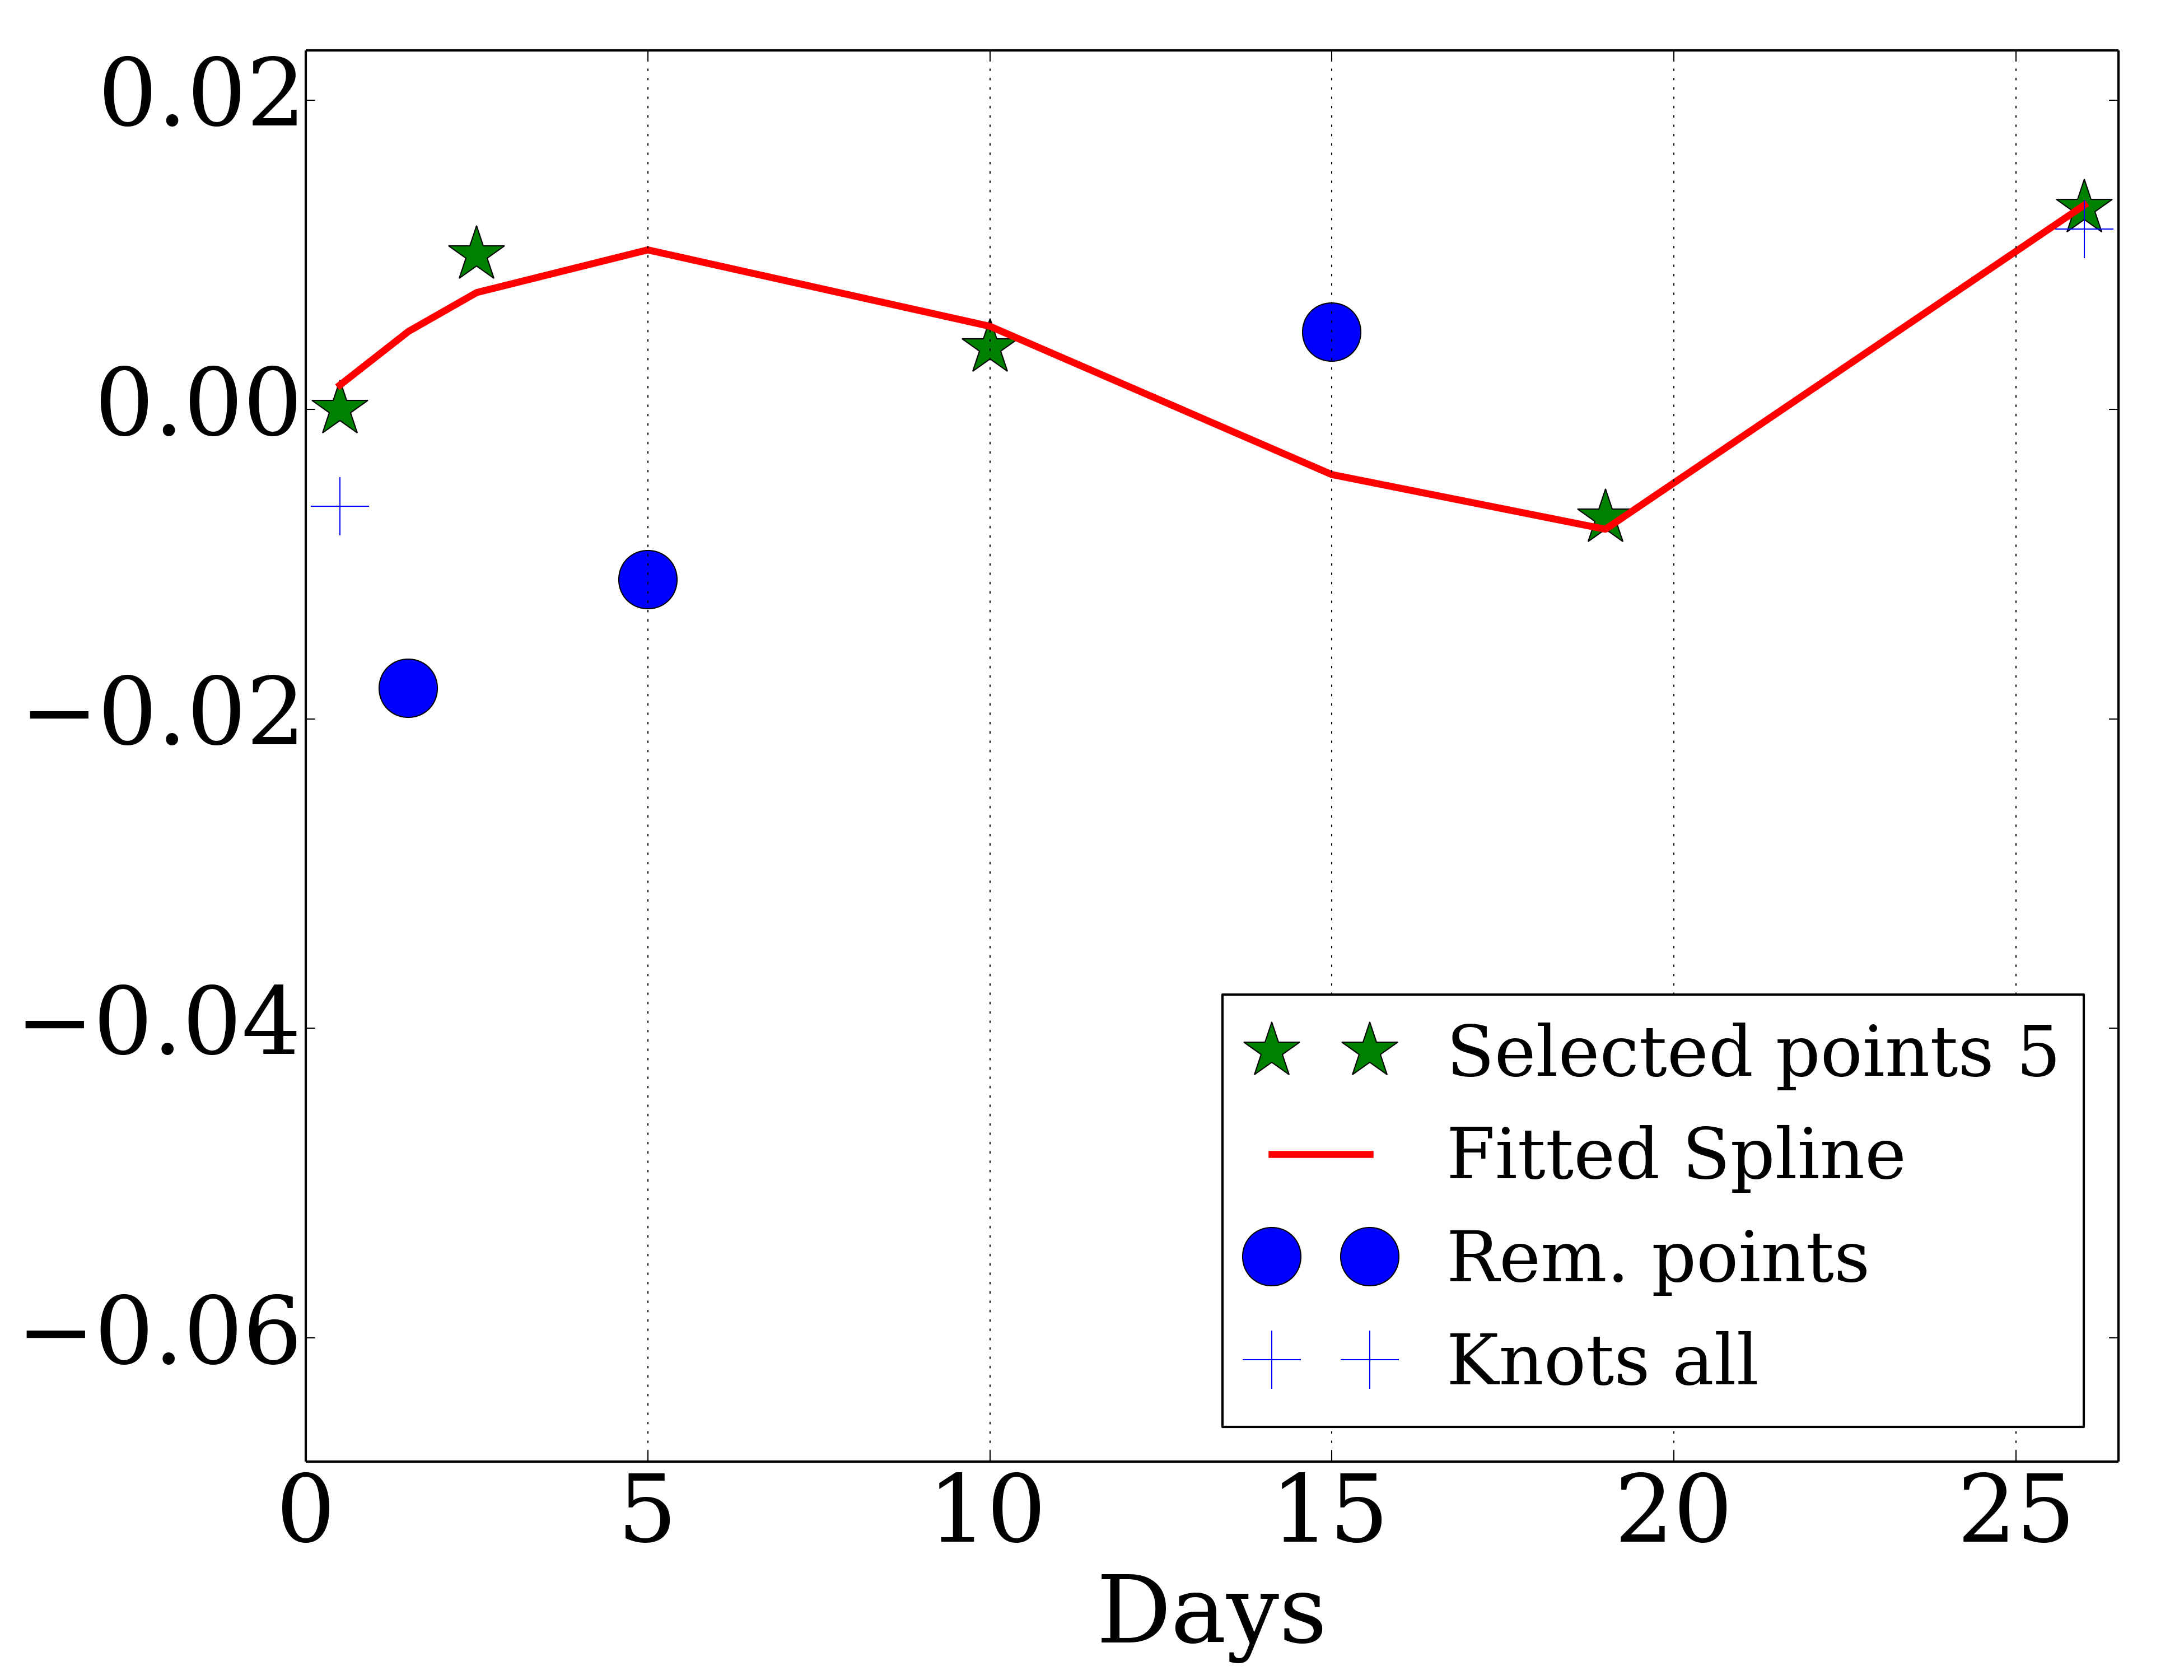 0.02
0.00
−0.02
−0.04
−0.06
Selected points 5
Fitted Spline
Rem. points
Knots all
0 5 10 15 20 25
Days